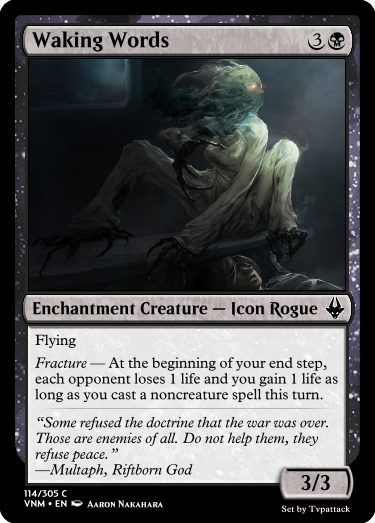 Waking Words 3
Enchantment Creature — Icon Rogue
Flying
Fracture — At the beginning of your end step,
each opponent loses 1 life and you gain 1 life as
long as you cast a noncreature spell this turn.
“Some refused the doctrine that the war was over.
Those are enemies of all. Do not help them, they
refuse peace.”
—Multaph, Riftborn God
3/3
114/305 C
VNM • EN Aaron Nakahara
Set by Tvpattack